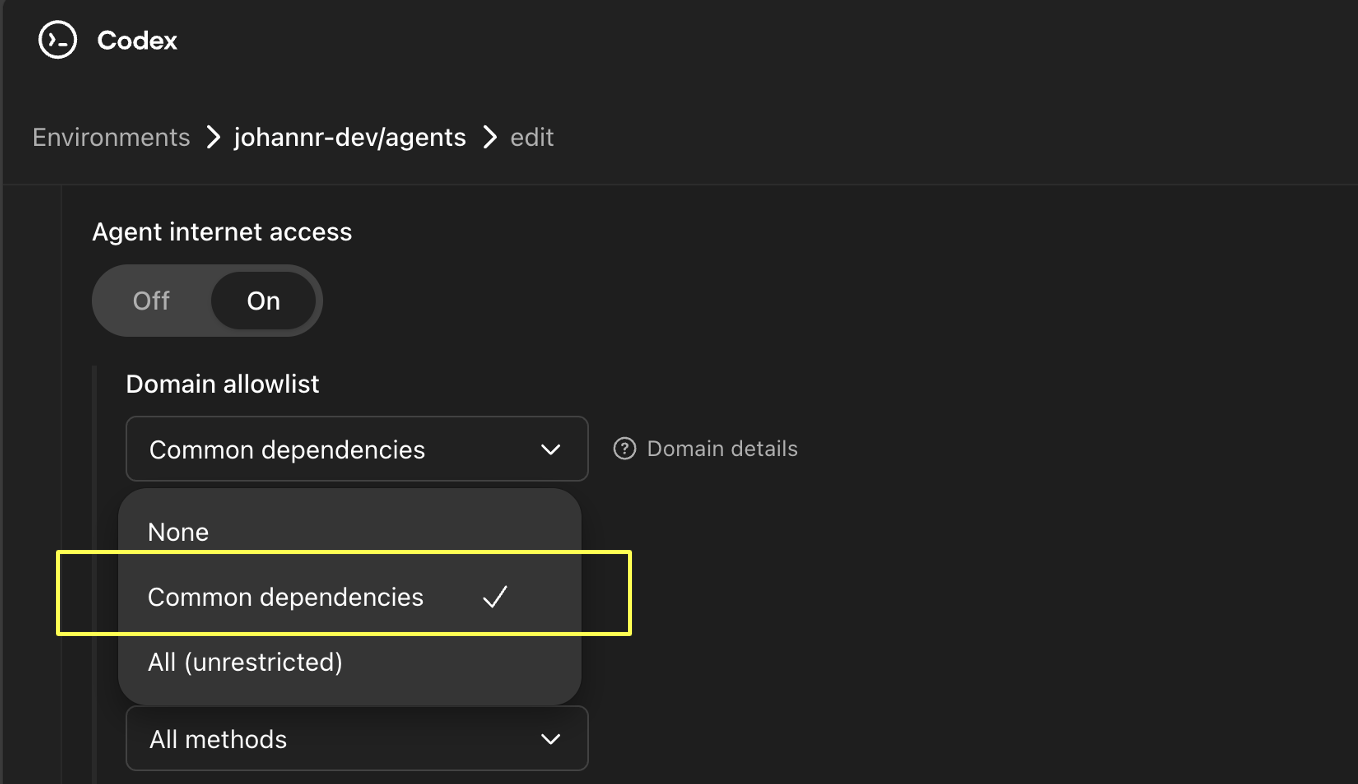 Codex
Environments > johannr-dev/agents > edit
Agent internet access
Off On
Domain allowlist
Common dependencies
? Domain details
None
Common dependencies
All (unrestricted)
All methods